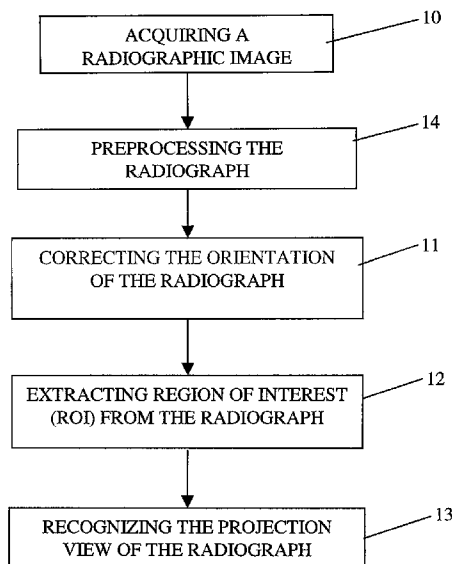 ACQUIRING A
RADIOGRAPHIC IMAGE
10
PREPROCESSING THE
RADIOGRAPH
14
CORRECTING THE ORIENTATION
OF THE RADIOGRAPH
11
EXTRACTING REGION OF INTEREST
(ROI) FROM THE RADIOGRAPH
12
RECOGNIZING THE PROJECTION
VIEW OF THE RADIOGRAPH
13